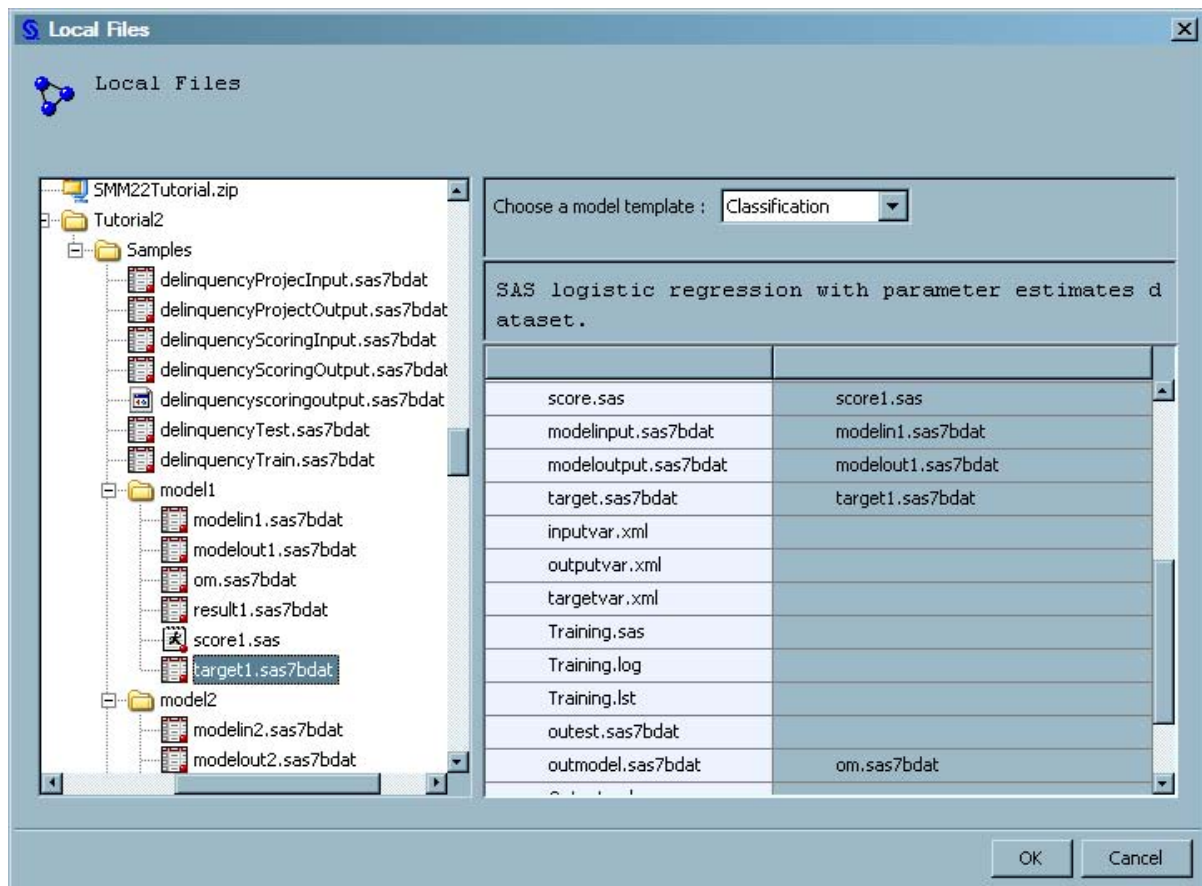 Local Files
Local Files
SMM22Tutorial.zip
Tutorial2
Samples
delinquencyProjecInput.sas7bdat
delinquencyProjectOutput.sas7bdat
delinquencyScoringInput.sas7bdat
delinquencyScoringOutput.sas7bdat
delinquencyscoringoutput.sas7bdat
delinquencyTest.sas7bdat
delinquencyTrain.sas7bdat
model1
modelin1.sas7bdat
modelout1.sas7bdat
om.sas7bdat
result1.sas7bdat
score1.sas
target1.sas7bdat
model2
modelin2.sas7bdat
modelout2.sas7bdat
Choose a model template : Classification
SAS logistic regression with parameter estimates d
ataset.
score.sas score1.sas
modelinput.sas7bdat modelin1.sas7bdat
modeloutput.sas7bdat modelout1.sas7bdat
target.sas7bdat target1.sas7bdat
inputvar.xml
outputvar.xml
targetvar.xml
Training.sas
Training.log
Training.lst
outest.sas7bdat
outmodel.sas7bdat om.sas7bdat
OK Cancel